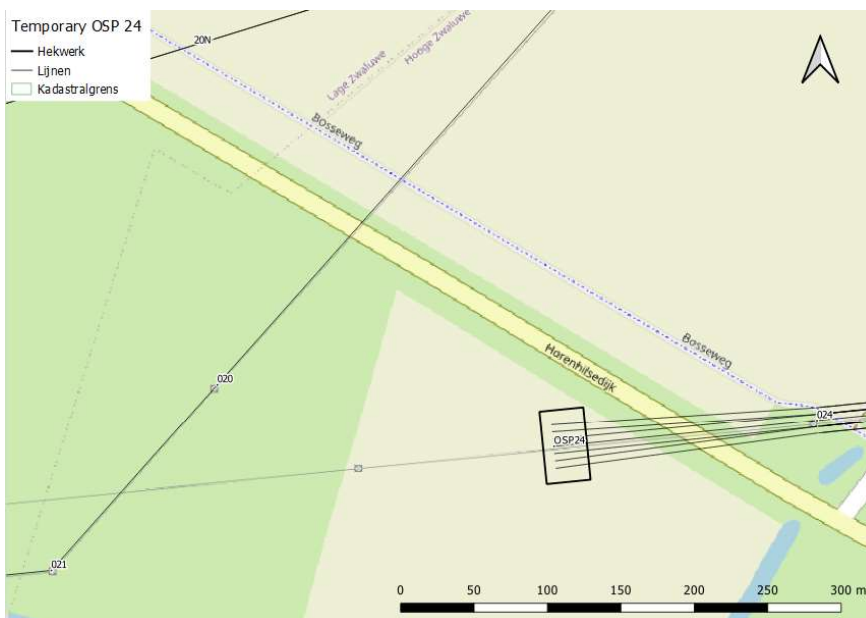 Temporary OSP 24
Hekwerk
Lijnen
Kadastralgrens
20N
Lage Zwaluwe
Hooge Zwaluwe
Bosseweg
Bosseweg
Harenhilsedijk
020
024
OSP24
021
0 50 100 150 200 250 300 m